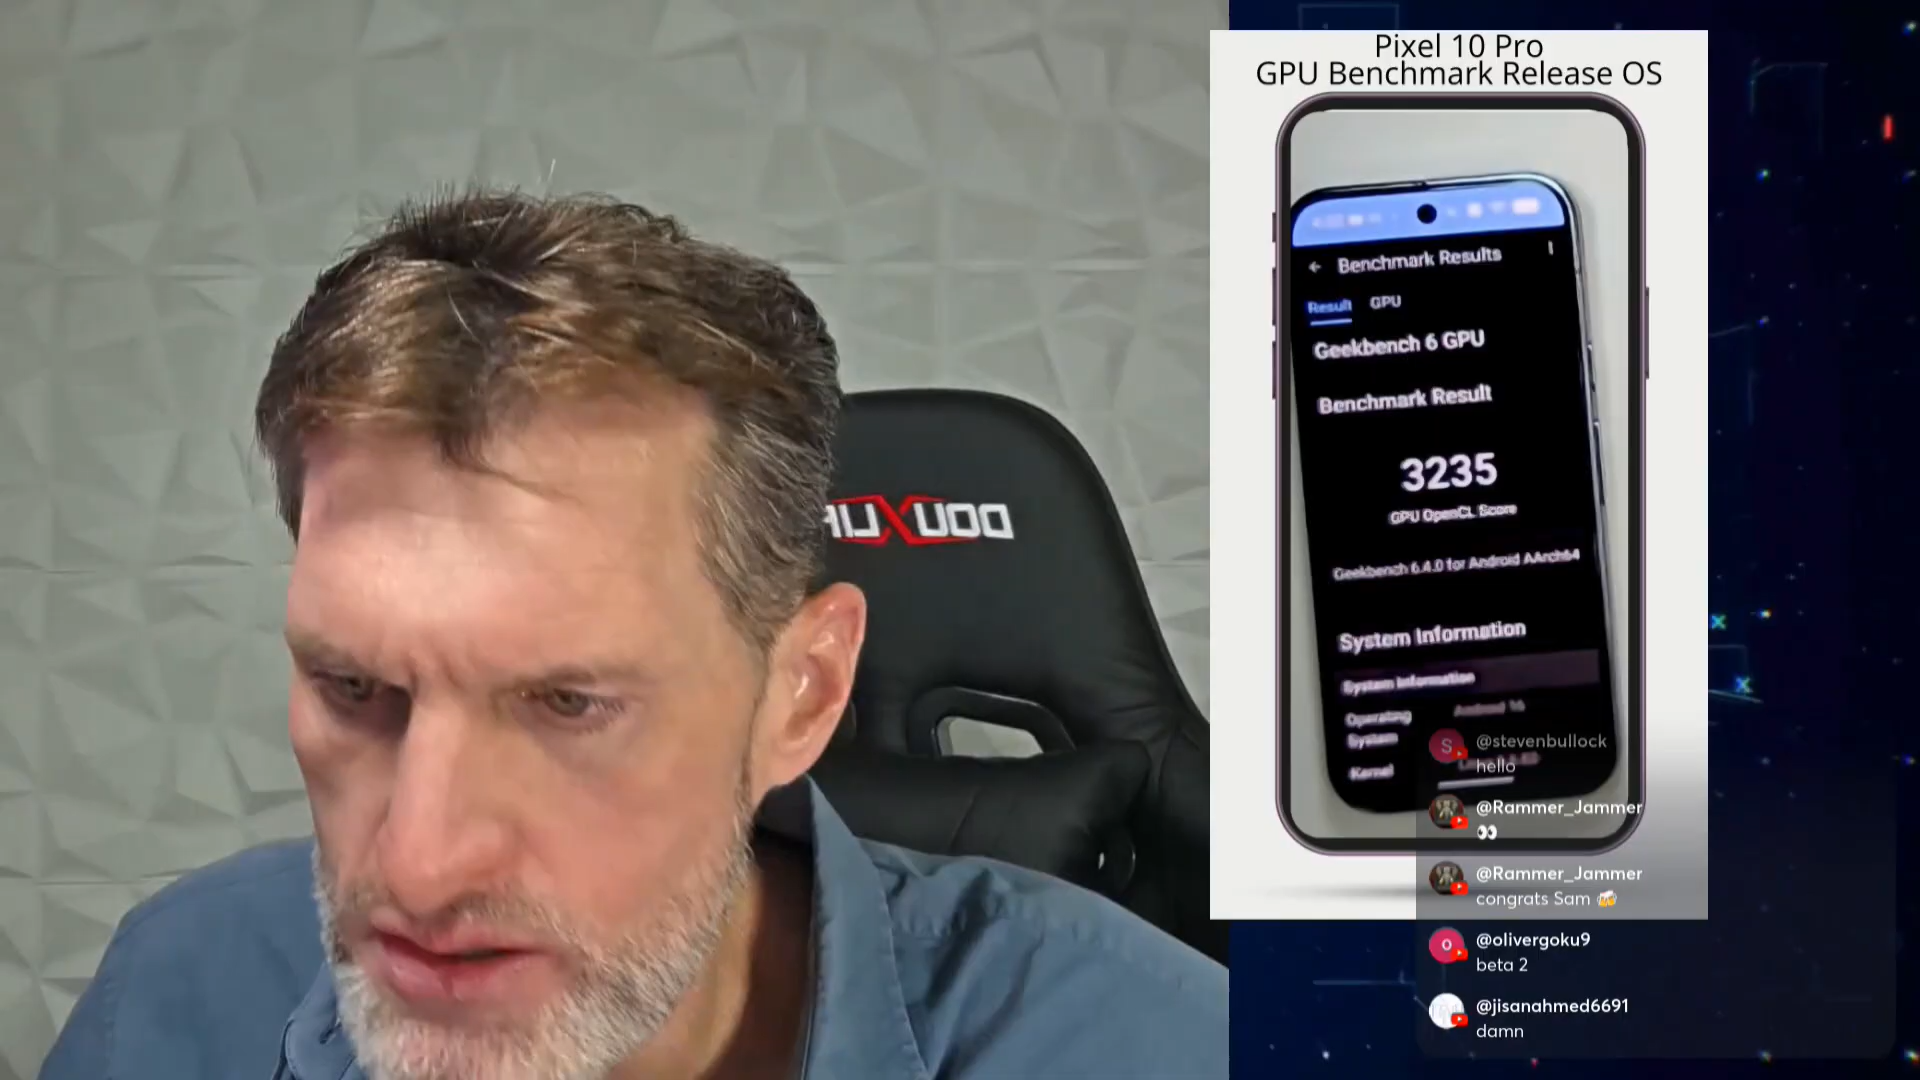 Pixel 10 Pro
GPU Benchmark Release OS
Benchmark Results
Result GPU
Geekbench 6 GPU
Benchmark Result
3235
GPU OpenCL Score
Geekbench 6.4.0 for Android AArch64
System Information
System Information
Operating System
Android 16
Kernel
S
@stevenbullock
hello
@Rammer_Jammer
👀
@Rammer_Jammer
congrats Sam 🍻
o
@olivergoku9
beta 2
@jisanahmed6691
damn